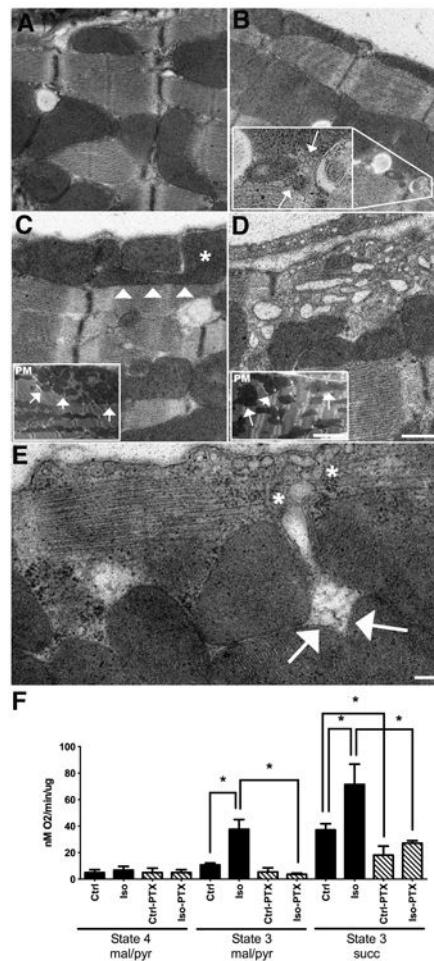 A
B
C
*
PM
D
PM
E
*
*
F
nM O2/min/ug
100
80
60
40
20
0
*
*
*
*
*
Ctrl
Iso
Ctrl-PTX
Iso-PTX
Ctrl
Iso
Ctrl-PTX
Iso-PTX
Ctrl
Iso
Ctrl-PTX
Iso-PTX
State 4
mal/pyr
State 3
mal/pyr
State 3
succ